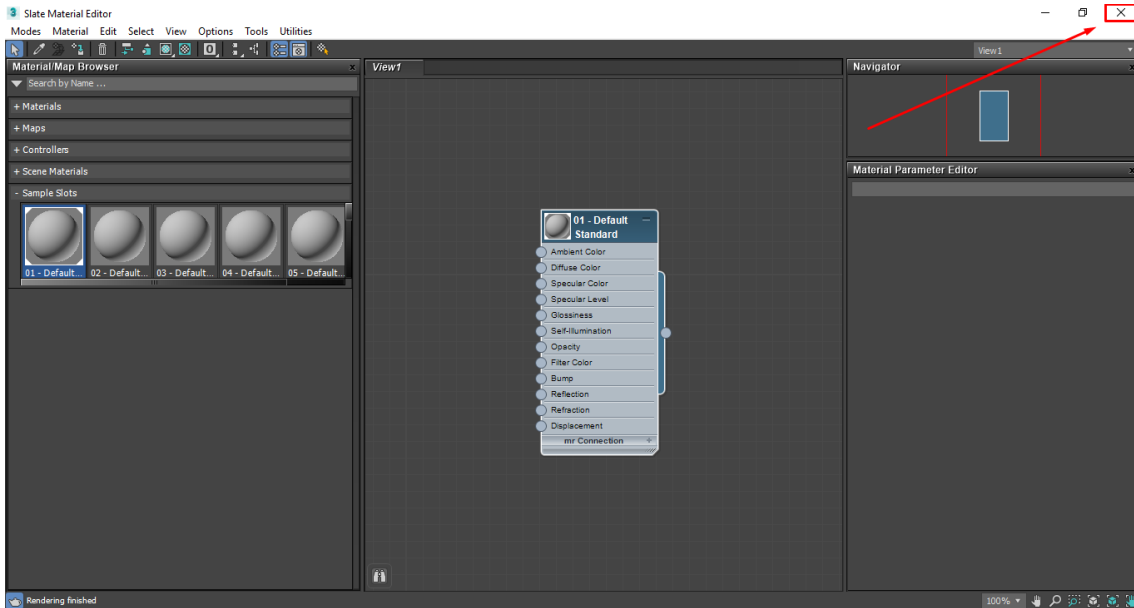 3 Slate Material Editor
Modes Material Edit Select View Options Tools Utilities
View1
Material/Map Browser
View1
Navigator
Search by Name ...
+ Materials
+ Maps
+ Controllers
+ Scene Materials
Material Parameter Editor
- Sample Slots
01 - Default... 02 - Default... 03 - Default... 04 - Default... 05 - Default...
01 - Default
Standard
Ambient Color
Diffuse Color
Specular Color
Specular Level
Glossiness
Self-Illumination
Opacity
Filter Color
Bump
Reflection
Refraction
Displacement
mr Connection +
Rendering finished
100%